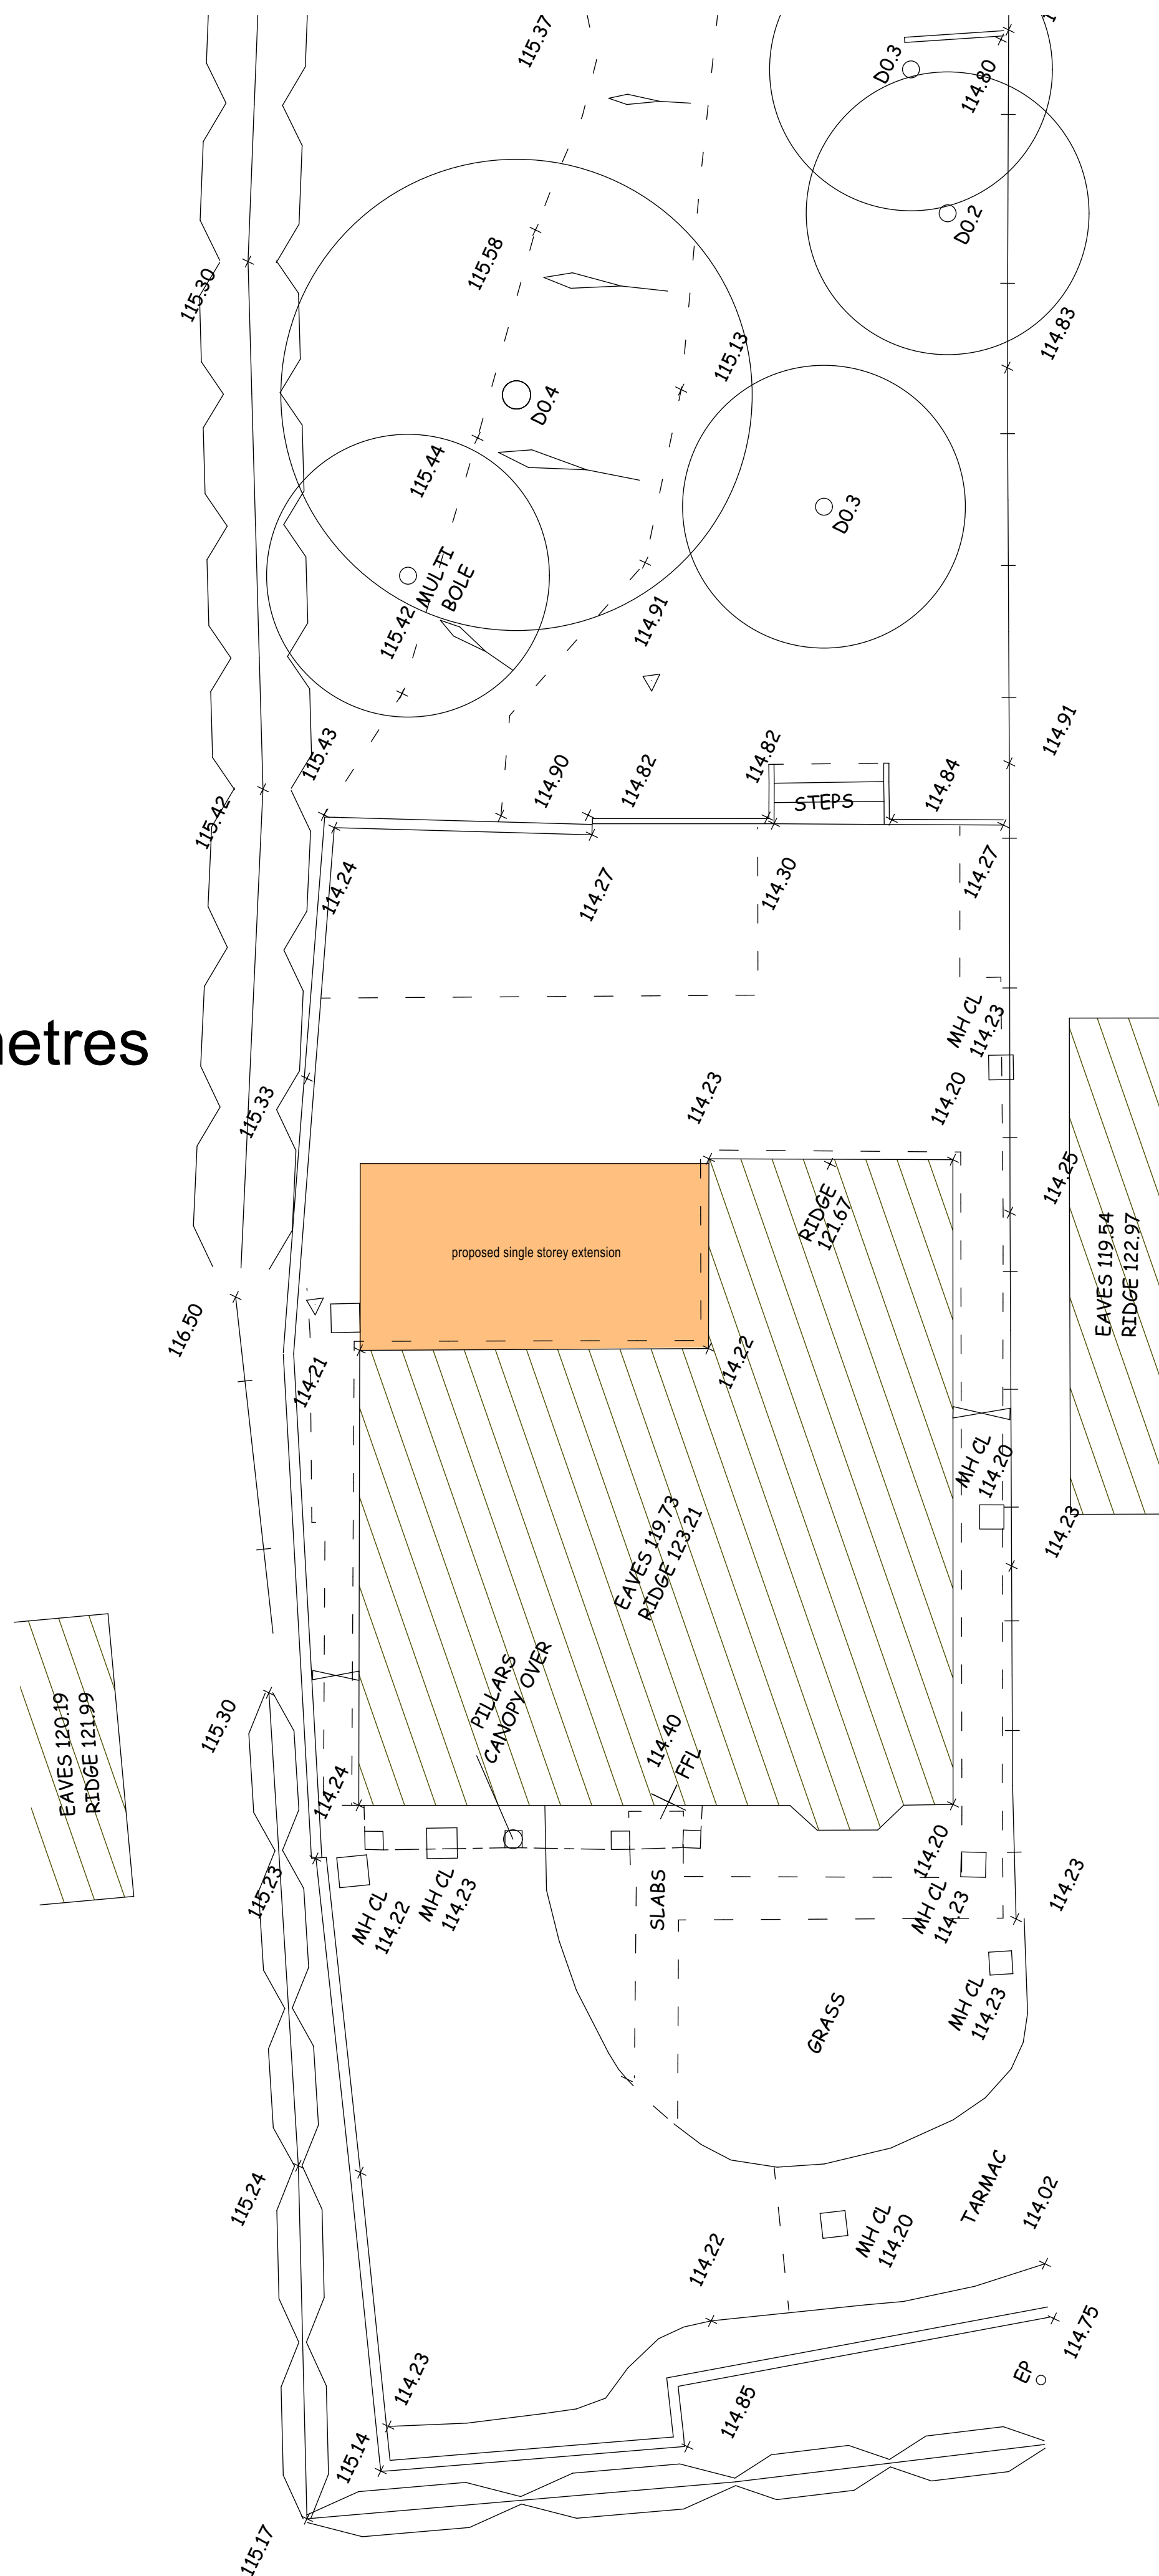 115.37
D0.3
114.80
D0.2
115.58
115.30
114.83
115.13
D0.4
115.44
D0.3
MULTI
BOLE
115.42
114.91
115.43
114.90
114.82
114.82
114.84
114.91
STEPS
115.42
114.24
114.27
114.30
114.27
MH CL
114.23
etres
115.33
114.23
114.20
114.25
RIDGE
121.67
EAVES 119.54
RIDGE 122.97
proposed single storey extension
116.50
114.21
114.22
MH CL
114.20
114.23
EAVES 119.73
RIDGE 123.21
PILLARS
CANOPY OVER
EAVES 120.19
RIDGE 121.99
115.30
114.40
FFL
114.24
114.20
115.23
MH CL
114.22
MH CL
114.23
SLABS
MH CL
114.23
114.23
MH CL
114.23
GRASS
115.24
TARMAC
114.02
MH CL
114.20
114.22
114.75
EP
114.23
114.85
115.14
115.17